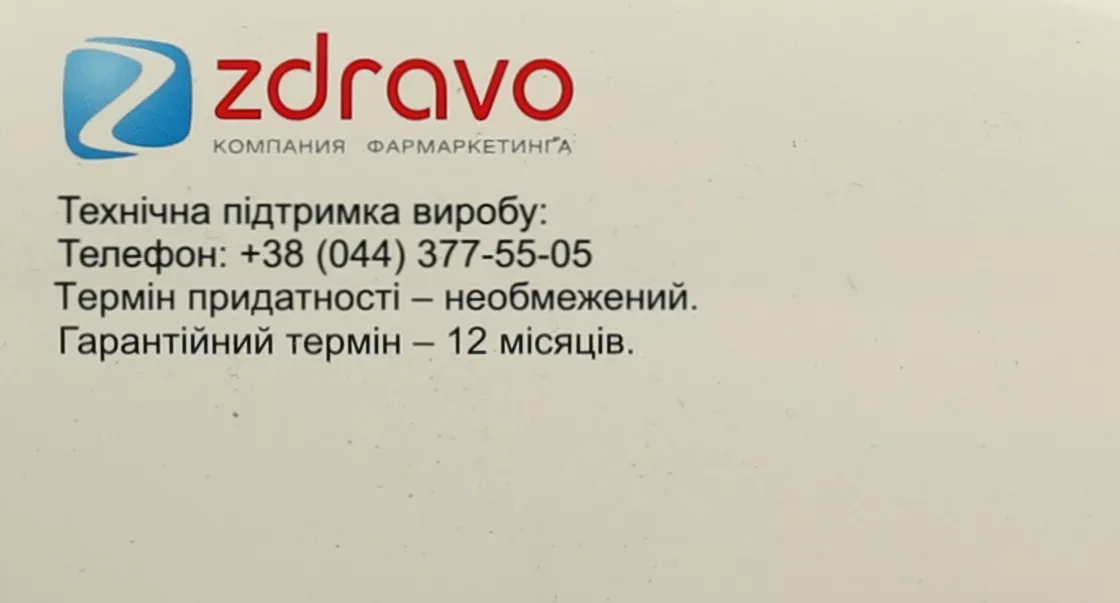 zdravo
КОМПАНИЯ ФАРМАРКЕТИНГА
Технічна підтримка виробу:
Телефон: +38 (044) 377-55-05
Термін придатності – необмежений.
Гарантійний термін – 12 місяців.